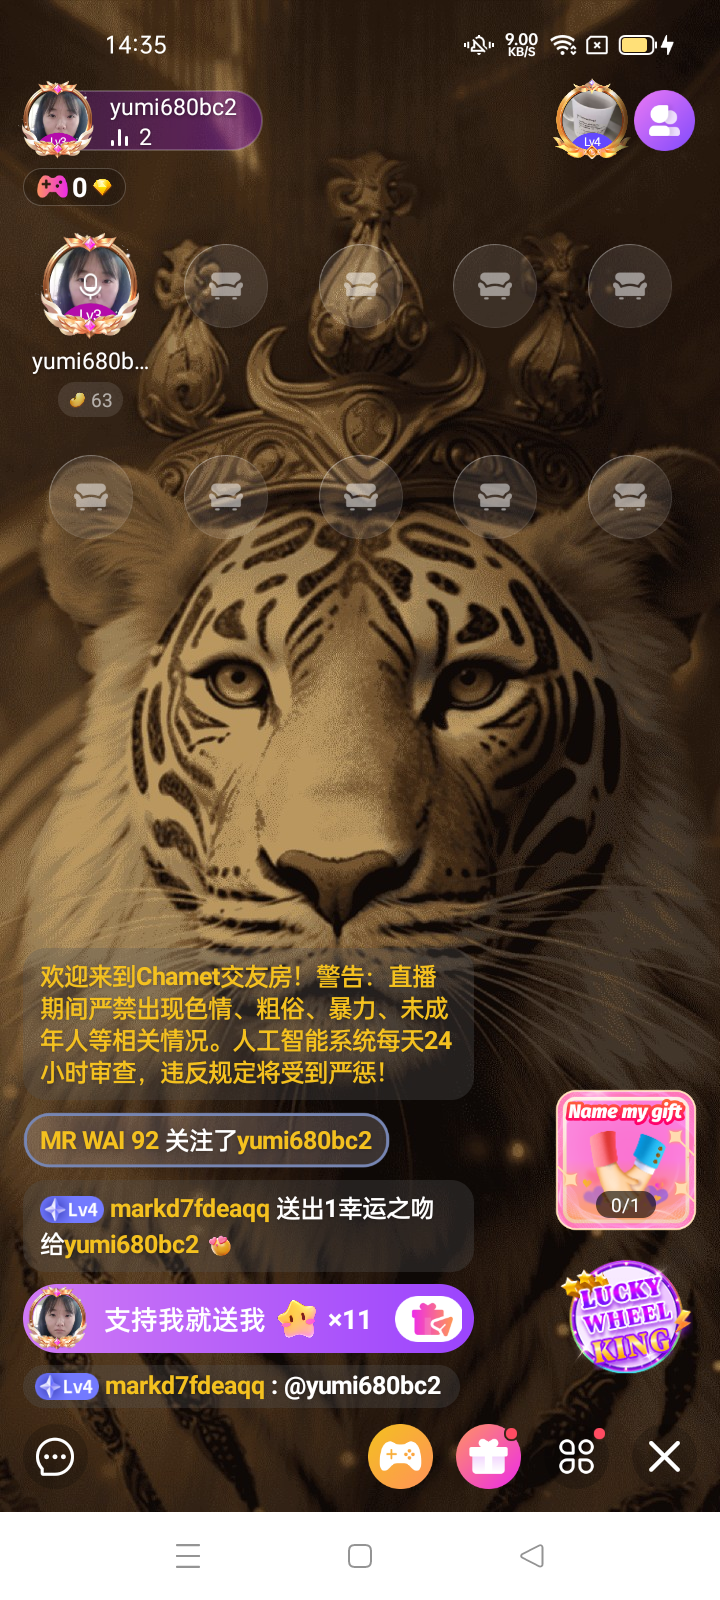 14:35
9.00
KB/S
yumi680bc2
2
Lv3
Lv4
0
Lv3
yumi680b...
63
欢迎来到Chamet交友房！警告：直播
期间严禁出现色情、粗俗、暴力、未成
年人等相关情况。人工智能系统每天24
小时审查，违反规定将受到严惩！
MR WAI 92 关注了yumi680bc2
Name my gift
0/1
Lv4 markd7fdeaqq 送出1幸运之吻
给yumi680bc2
LUCKY
WHEEL
KING
支持我就送我 ×11
Lv4 markd7fdeaqq : @yumi680bc2